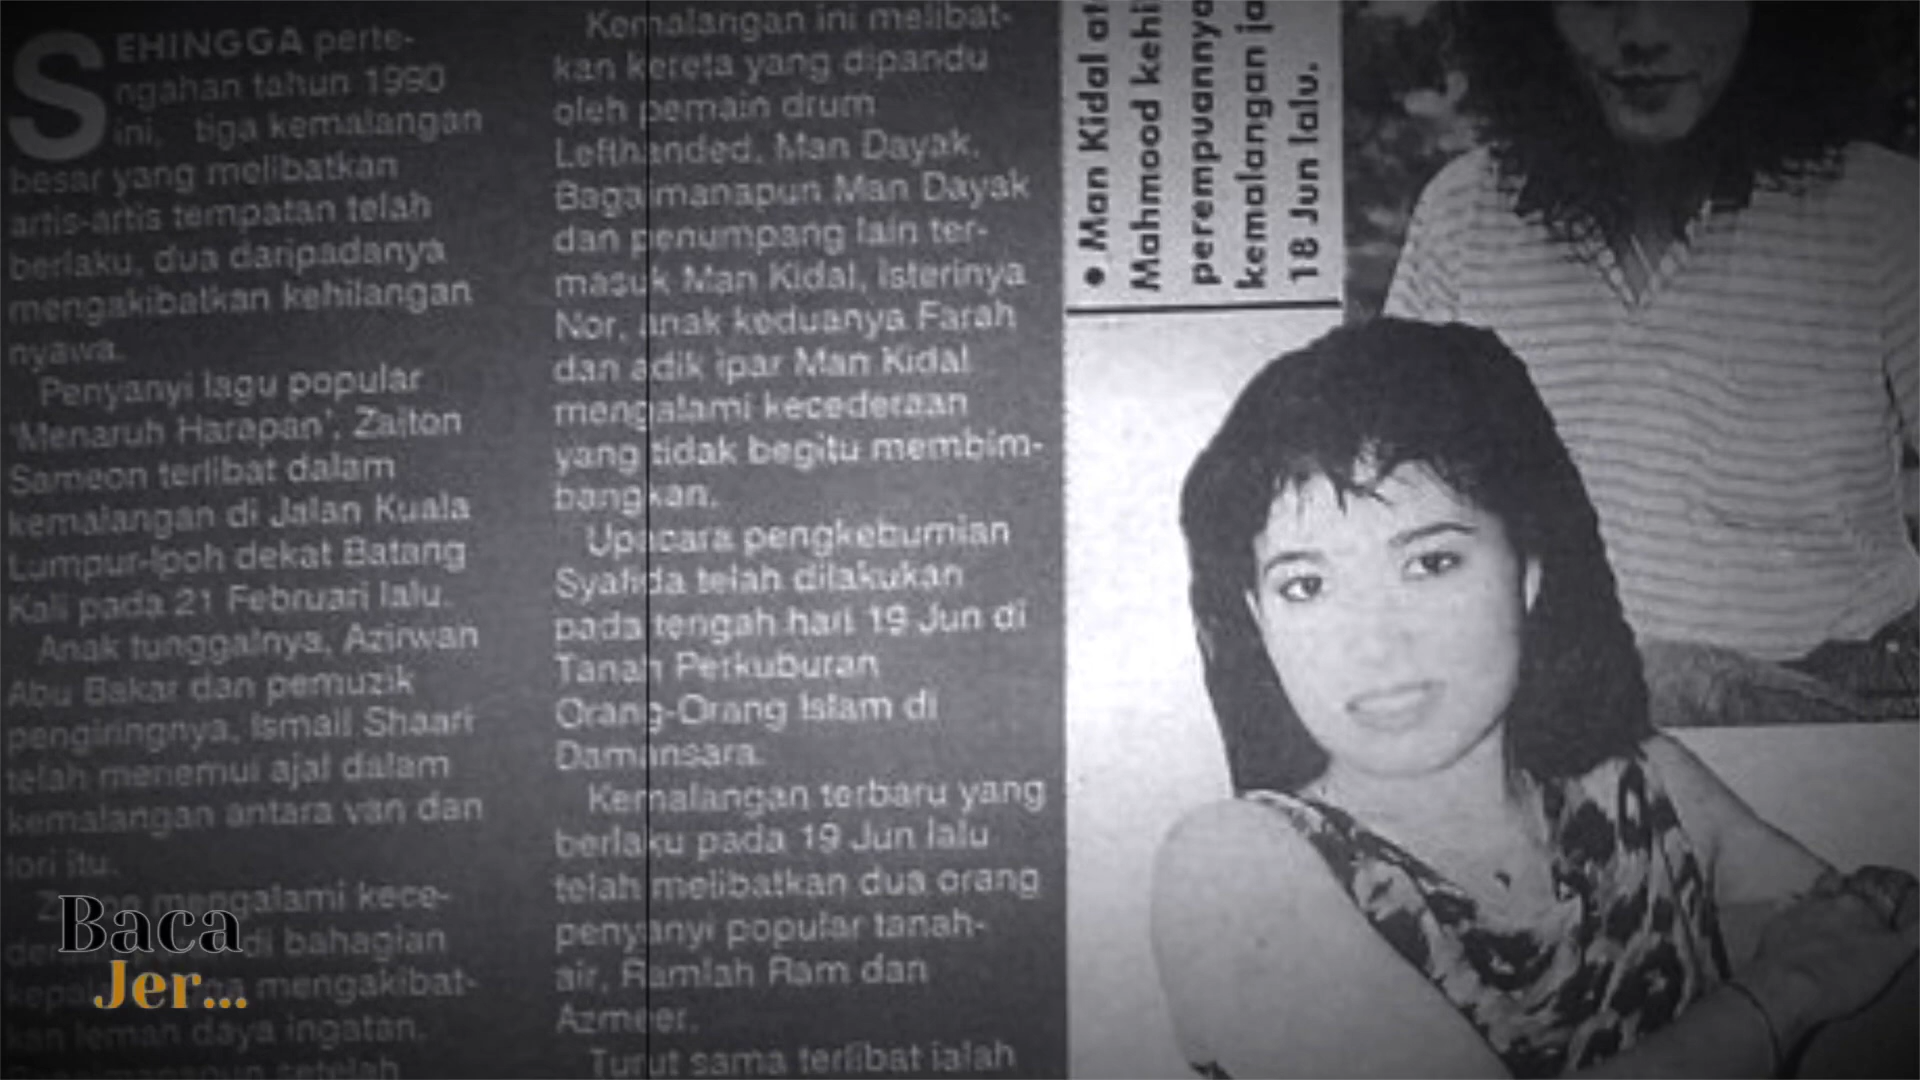 SEHINGGA perte-
ngahan tahun 1990
ini, tiga kemalangan
besar yang melibatkan
artis-artis tempatan telah
berlaku, dua daripadanya
mengakibatkan kehilangan
nyawa.
Penyanyi lagu popular
'Menaruh Harapan', Zaiton
Sameon terlibat dalam
kemalangan di Jalan Kuala
Lumpur-Ipoh dekat Batang
Kali pada 21 Februari lalu.
Anak tunggalnya, Azirwan
Abu Bakar dan pemuzik
pengiringnya, Ismail Shaari
telah menemui ajal dalam
kemalangan antara van dan
lori itu.
mengalami kece-
di bahagian
mengakibat-
kan lemah daya ingatan.
setelah
Kemalangan ini melibat-
kan kereta yang dipandu
oleh pemain drum
Lefthanded, Man Dayak.
Bagaimanapun Man Dayak
dan penumpang lain ter-
masuk Man Kidal, isterinya
Nor, anak keduanya Farah
dan adik ipar Man Kidal
mengalami kecederaan
yang tidak begitu membim-
bangkan.
Upacara pengkebumian
Syafida telah dilakukan
pada tengah hari 19 Jun di
Tanah Perkuburan
Orang-Orang Islam di
Damansara.
Kemalangan terbaru yang
berlaku pada 19 Jun lalu
telah melibatkan dua orang
penyanyi popular tanah-
air, Ramlah Ram dan
Azmeer.
Turut sama terlibat ialah
• Man Kidal at
Mahmood kehi
perempuannya
kemalangan ja
18 Jun lalu.
Baca
Jer...